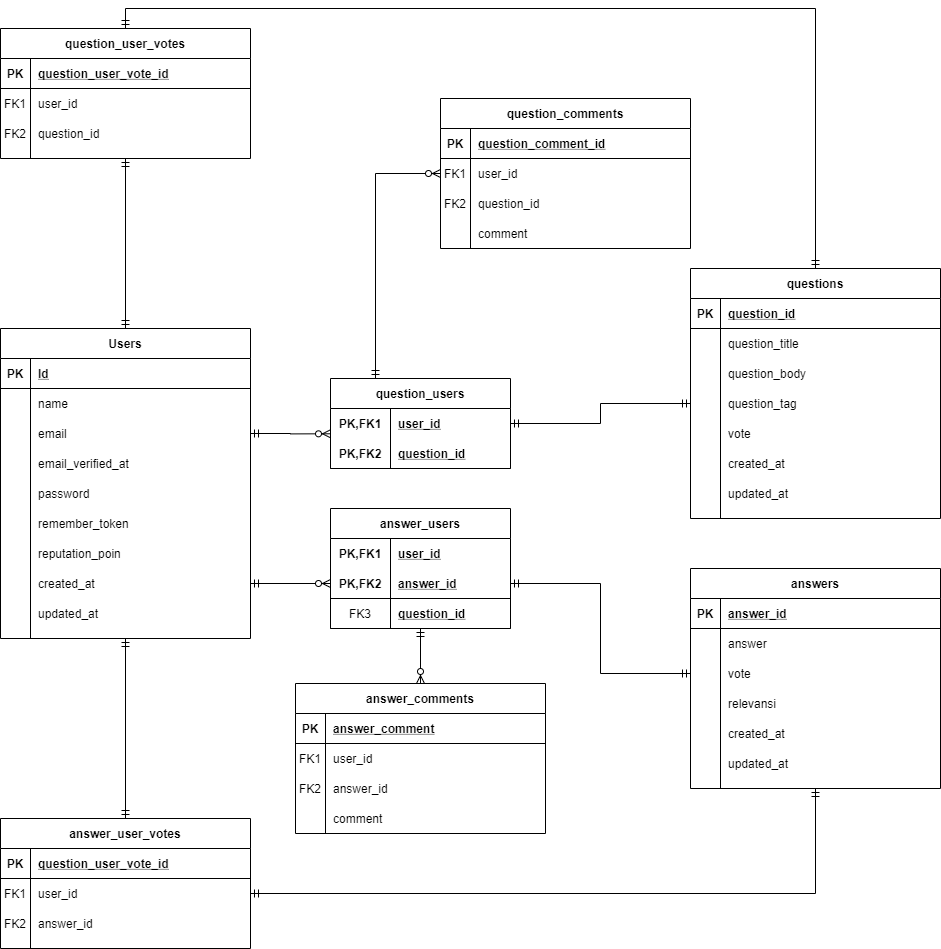 question_user_votes
PK question_user_vote_id
FK1 user_id
FK2 question_id
question_comments
PK question_comment_id
FK1 user_id
FK2 question_id
comment
questions
PK question_id
question_title
question_body
question_tag
vote
created_at
updated_at
Users
PK Id
name
email
email_verified_at
password
remember_token
reputation_poin
created_at
updated_at
question_users
PK,FK1 user_id
PK,FK2 question_id
answer_users
PK,FK1 user_id
PK,FK2 answer_id
FK3 question_id
answers
PK answer_id
answer
vote
relevansi
created_at
updated_at
answer_comments
PK answer_comment
FK1 user_id
FK2 answer_id
comment
answer_user_votes
PK question_user_vote_id
FK1 user_id
FK2 answer_id